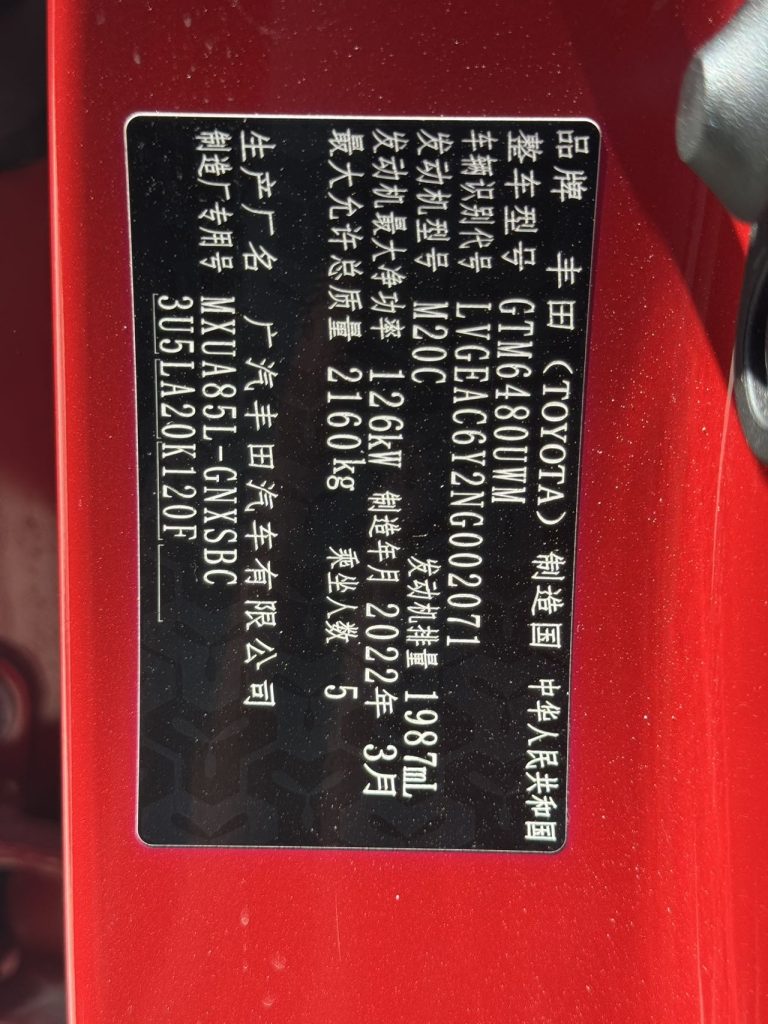 品牌 丰田（TOYOTA） 制造国 中华人民共和国
整车型号 GTM6480UWM
车辆识别代号 LVGEAC6Y2NG002071
发动机型号 M20C 发动机排量 1987mL
发动机最大净功率 126kW 制造年月 2022年 3月
最大允许总质量 2160kg 乘坐人数 5
生产厂名 广汽丰田汽车有限公司
制造厂专用号 MXUA85L-GNXSBC
3U5LA20K120F